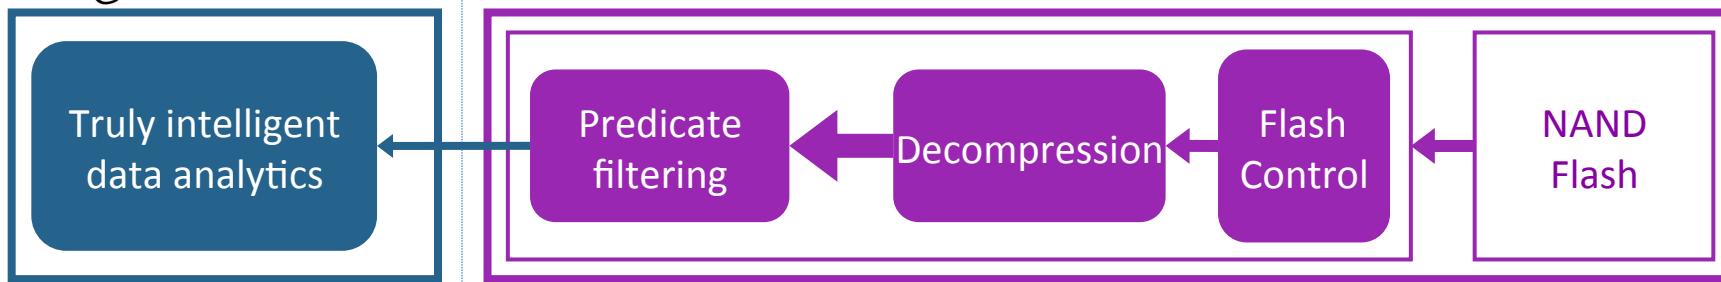 Truly intelligent
data analytics
Predicate
filtering
Decompression
Flash
Control
NAND
Flash